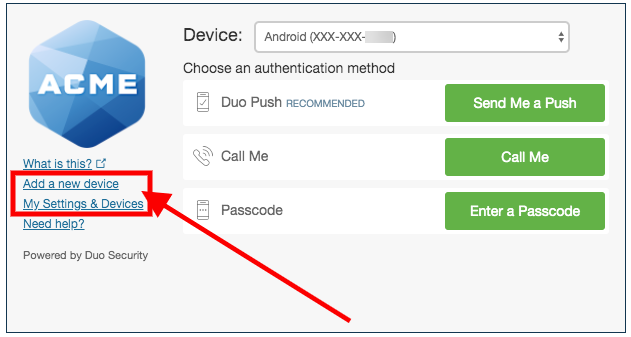 ACME
What is this?
Add a new device
My Settings & Devices
Need help?
Powered by Duo Security
Device: Android (XXX-XXX- )
Choose an authentication method
Duo Push RECOMMENDED Send Me a Push
Call Me Call Me
Passcode Enter a Passcode